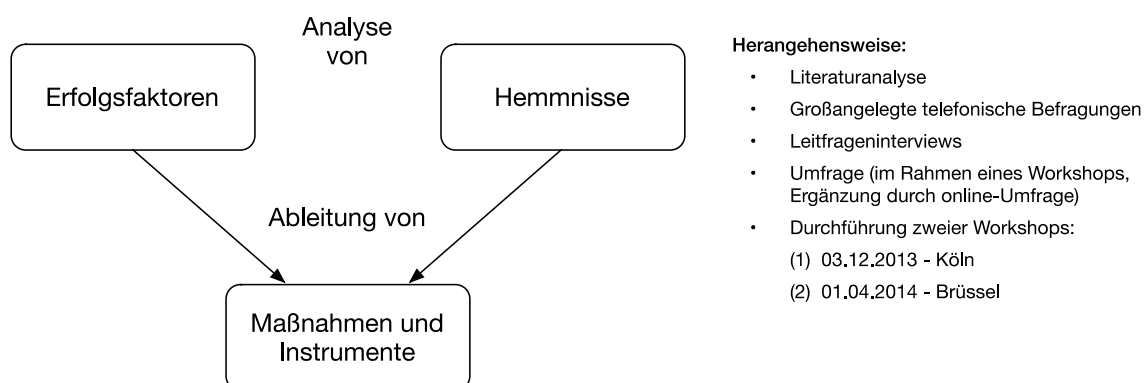 Analyse
von
Erfolgsfaktoren
Hemmnisse
Ableitung von
Maßnahmen und
Instrumente
Herangehensweise:
• Literaturanalyse
• Großangelegte telefonische Befragungen
• Leitfrageninterviews
• Umfrage (im Rahmen eines Workshops,
Ergänzung durch online-Umfrage)
• Durchführung zweier Workshops:
(1) 03.12.2013 - Köln
(2) 01.04.2014 - Brüssel